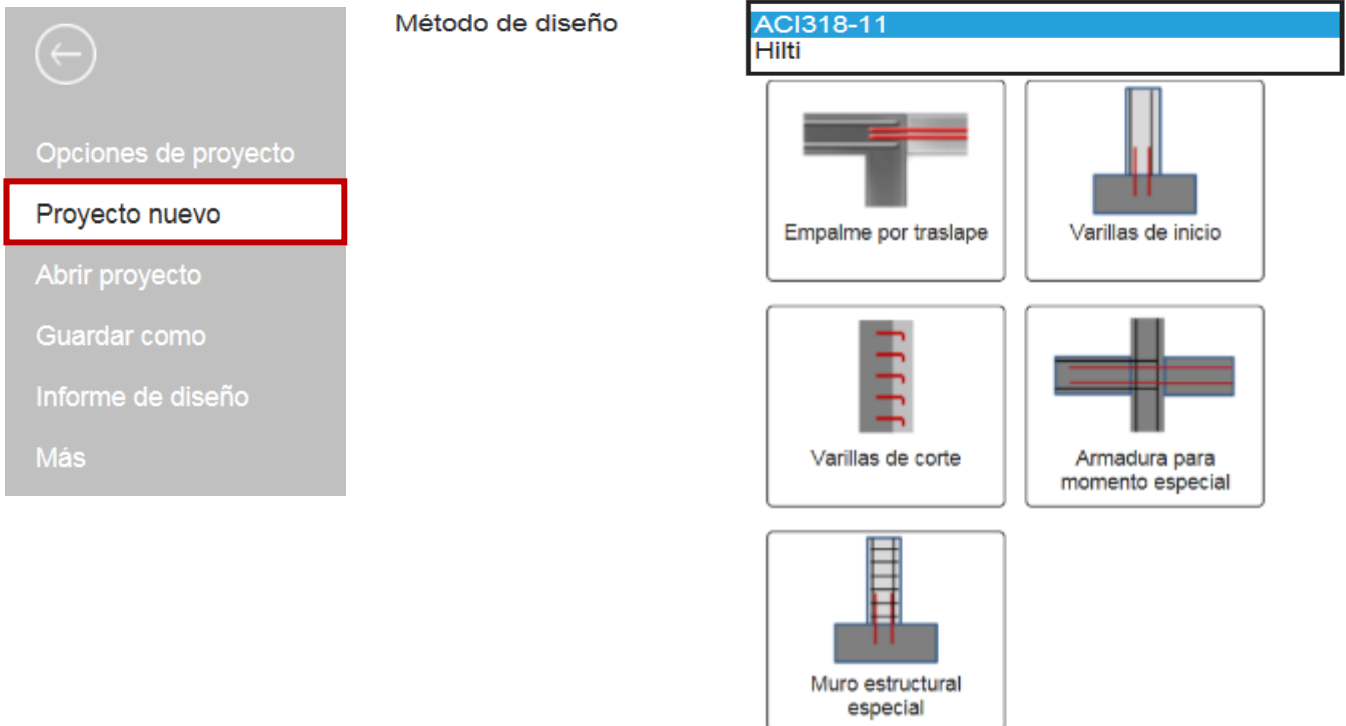 Método de diseño
ACI318-11
Hilti
Opciones de proyecto
Proyecto nuevo
Abrir proyecto
Guardar como
Informe de diseño
Más
Empalme por traslape
Varillas de inicio
Varillas de corte
Armadura para
momento especial
Muro estructural
especial